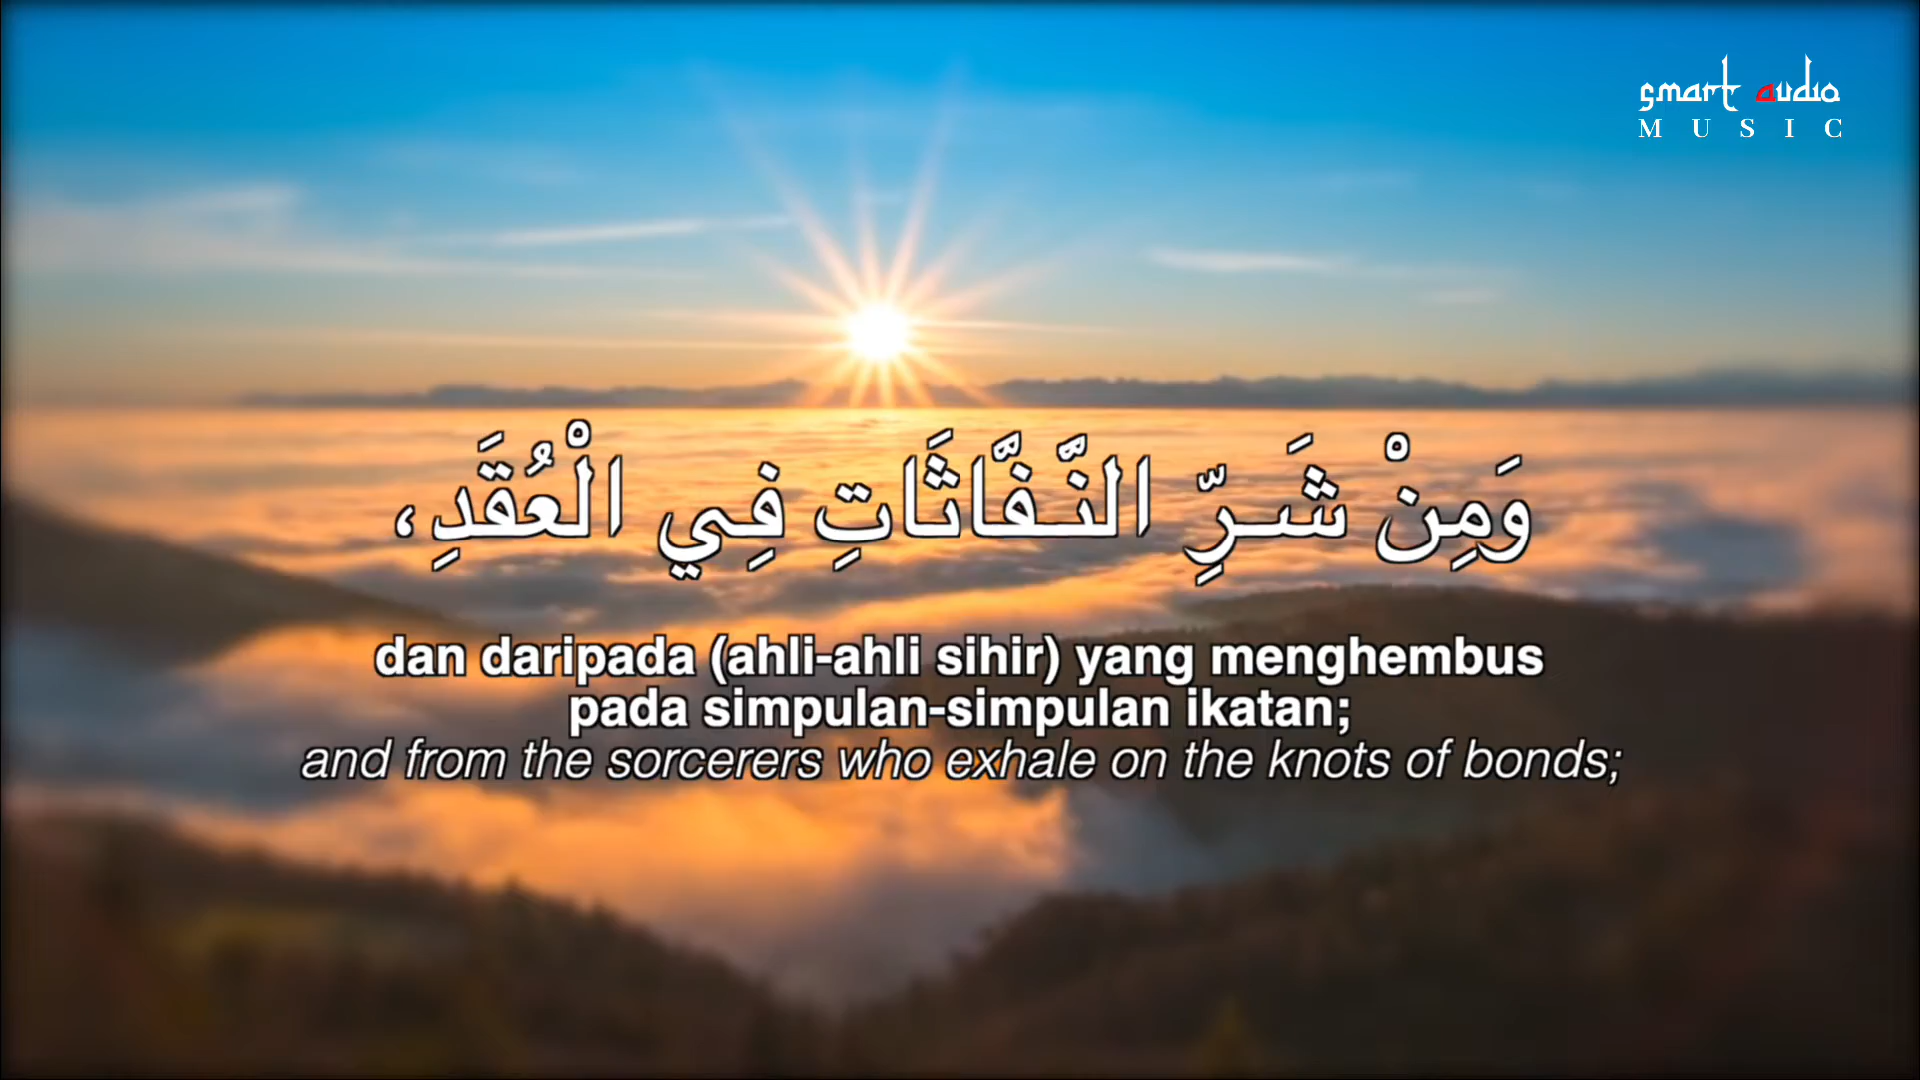 smart audio
MUSIC
وَمِنْ شَرِّ النَّفَّاثَاتِ فِي الْعُقَدِ،
dan daripada (ahli-ahli sihir) yang menghembus
pada simpulan-simpulan ikatan;
and from the sorcerers who exhale on the knots of bonds;